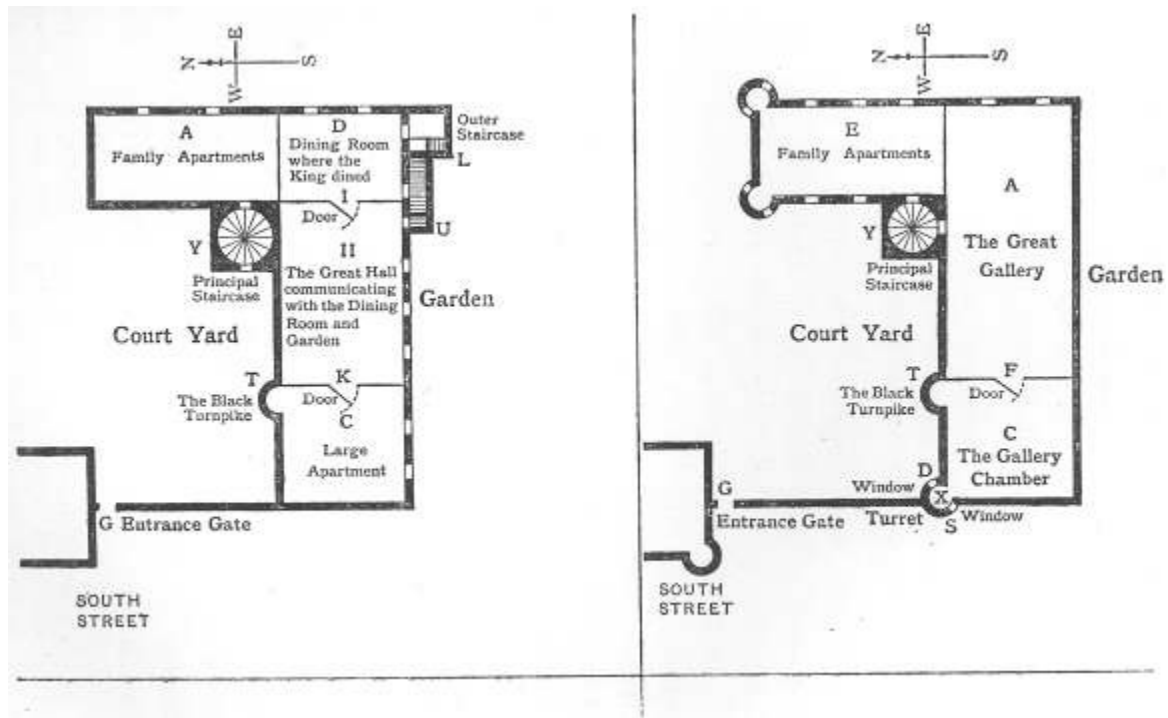 E
N
S
W
A
Family Apartments
D
Dining Room
where the
King dined
Outer
Staircase
L
I
Door
U
Y
Principal
Staircase
H
The Great Hall
communicating
with the Dining
Room and
Garden
Garden
Court Yard
T
The Black
Turnpike
K
Door
C
Large
Apartment
G Entrance Gate
SOUTH
STREET
E
N
S
W
E
Family Apartments
A
The Great
Gallery
Y
Principal
Staircase
Garden
Court Yard
T
The Black
Turnpike
F
Door
C
The Gallery
Chamber
D
Window
X
G
Entrance Gate
Turret
S
Window
SOUTH
STREET